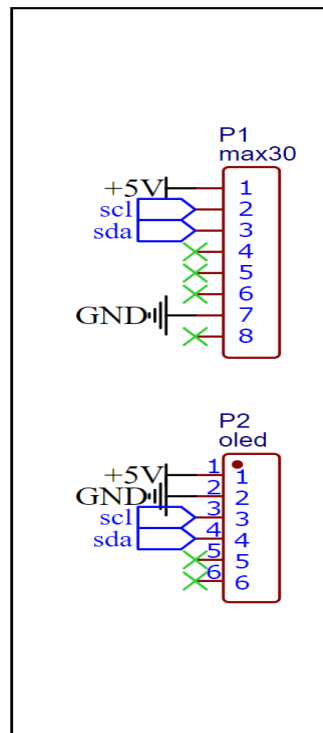 P1
max30
+5V 1
scl 2
sda 3
4
5
6
GND 7
8
P2
oled
+5V 1 1
GND 2 2
scl 3 3
sda 4 4
5 5
6 6